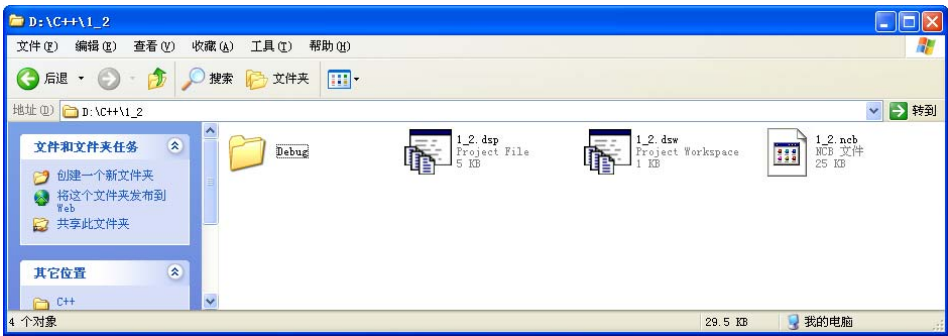 D:\C++\1_2
文件(F) 编辑(E) 查看(V) 收藏(A) 工具(T) 帮助(H)
后退 搜索 文件夹
地址(D) D:\C++\1_2 转到
文件和文件夹任务
创建一个新文件夹
将这个文件夹发布到
Web
共享此文件夹
其它位置
C++
Debug
1_2.dsp
Project File
5 KB
1_2.dsw
Project Workspace
1 KB
1_2.ncb
NCB 文件
25 KB
4 个对象 29.5 KB 我的电脑